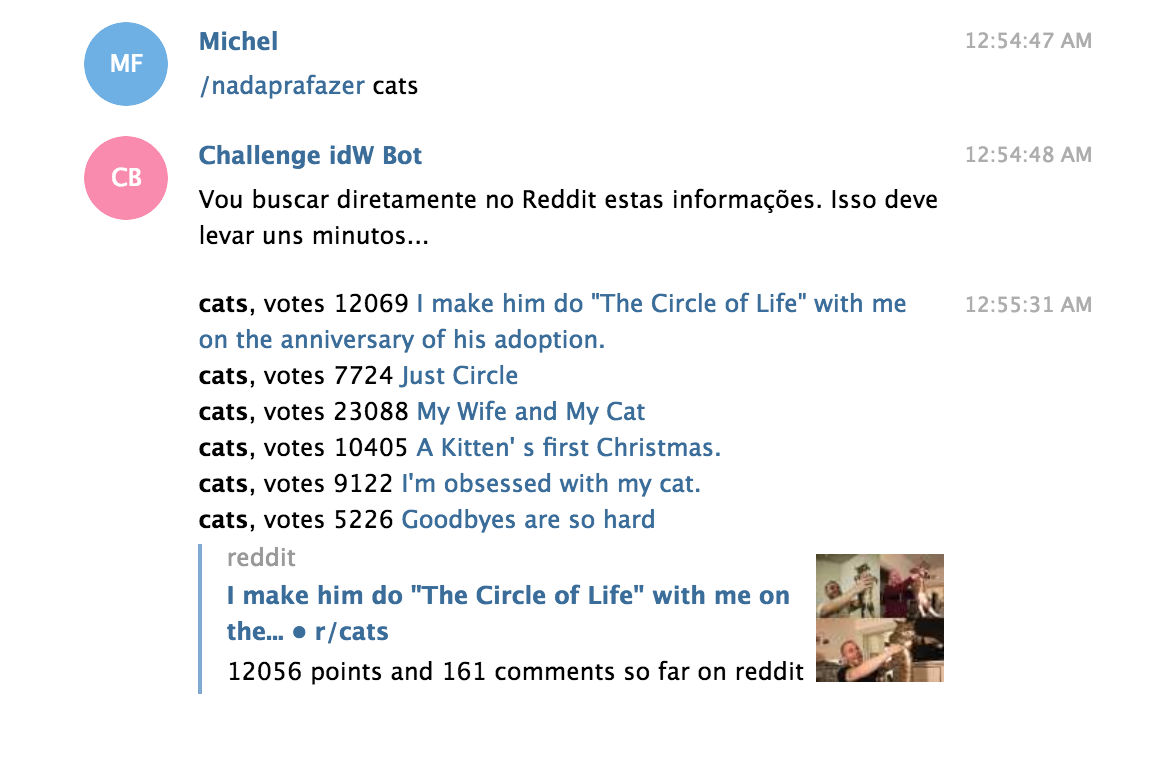 MF
Michel
12:54:47 AM
/nadaprafazer cats
CB
Challenge idW Bot
12:54:48 AM
Vou buscar diretamente no Reddit estas informações. Isso deve
levar uns minutos...
cats, votes 12069 I make him do "The Circle of Life" with me
12:55:31 AM
on the anniversary of his adoption.
cats, votes 7724 Just Circle
cats, votes 23088 My Wife and My Cat
cats, votes 10405 A Kitten' s first Christmas.
cats, votes 9122 I'm obsessed with my cat.
cats, votes 5226 Goodbyes are so hard
reddit
I make him do "The Circle of Life" with me on
the... • r/cats
12056 points and 161 comments so far on reddit